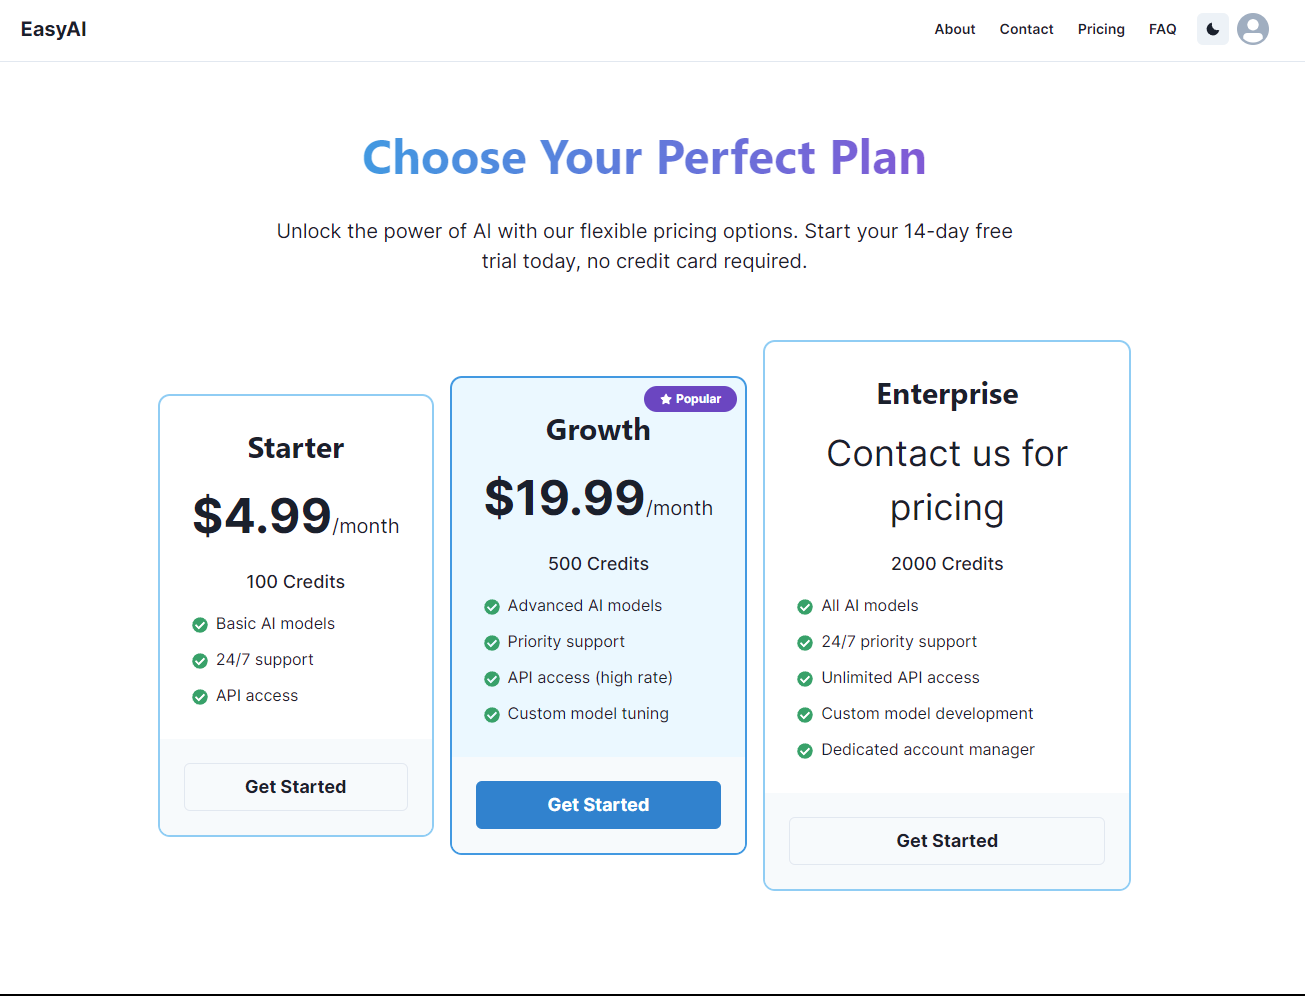 EasyAI
About
Contact
Pricing
FAQ
Choose Your Perfect Plan
Unlock the power of AI with our flexible pricing options. Start your 14-day free
trial today, no credit card required.
Starter
$4.99/month
100 Credits
Basic AI models
24/7 support
API access
Get Started
Popular
Growth
$19.99/month
500 Credits
Advanced AI models
Priority support
API access (high rate)
Custom model tuning
Get Started
Enterprise
Contact us for
pricing
2000 Credits
All AI models
24/7 priority support
Unlimited API access
Custom model development
Dedicated account manager
Get Started